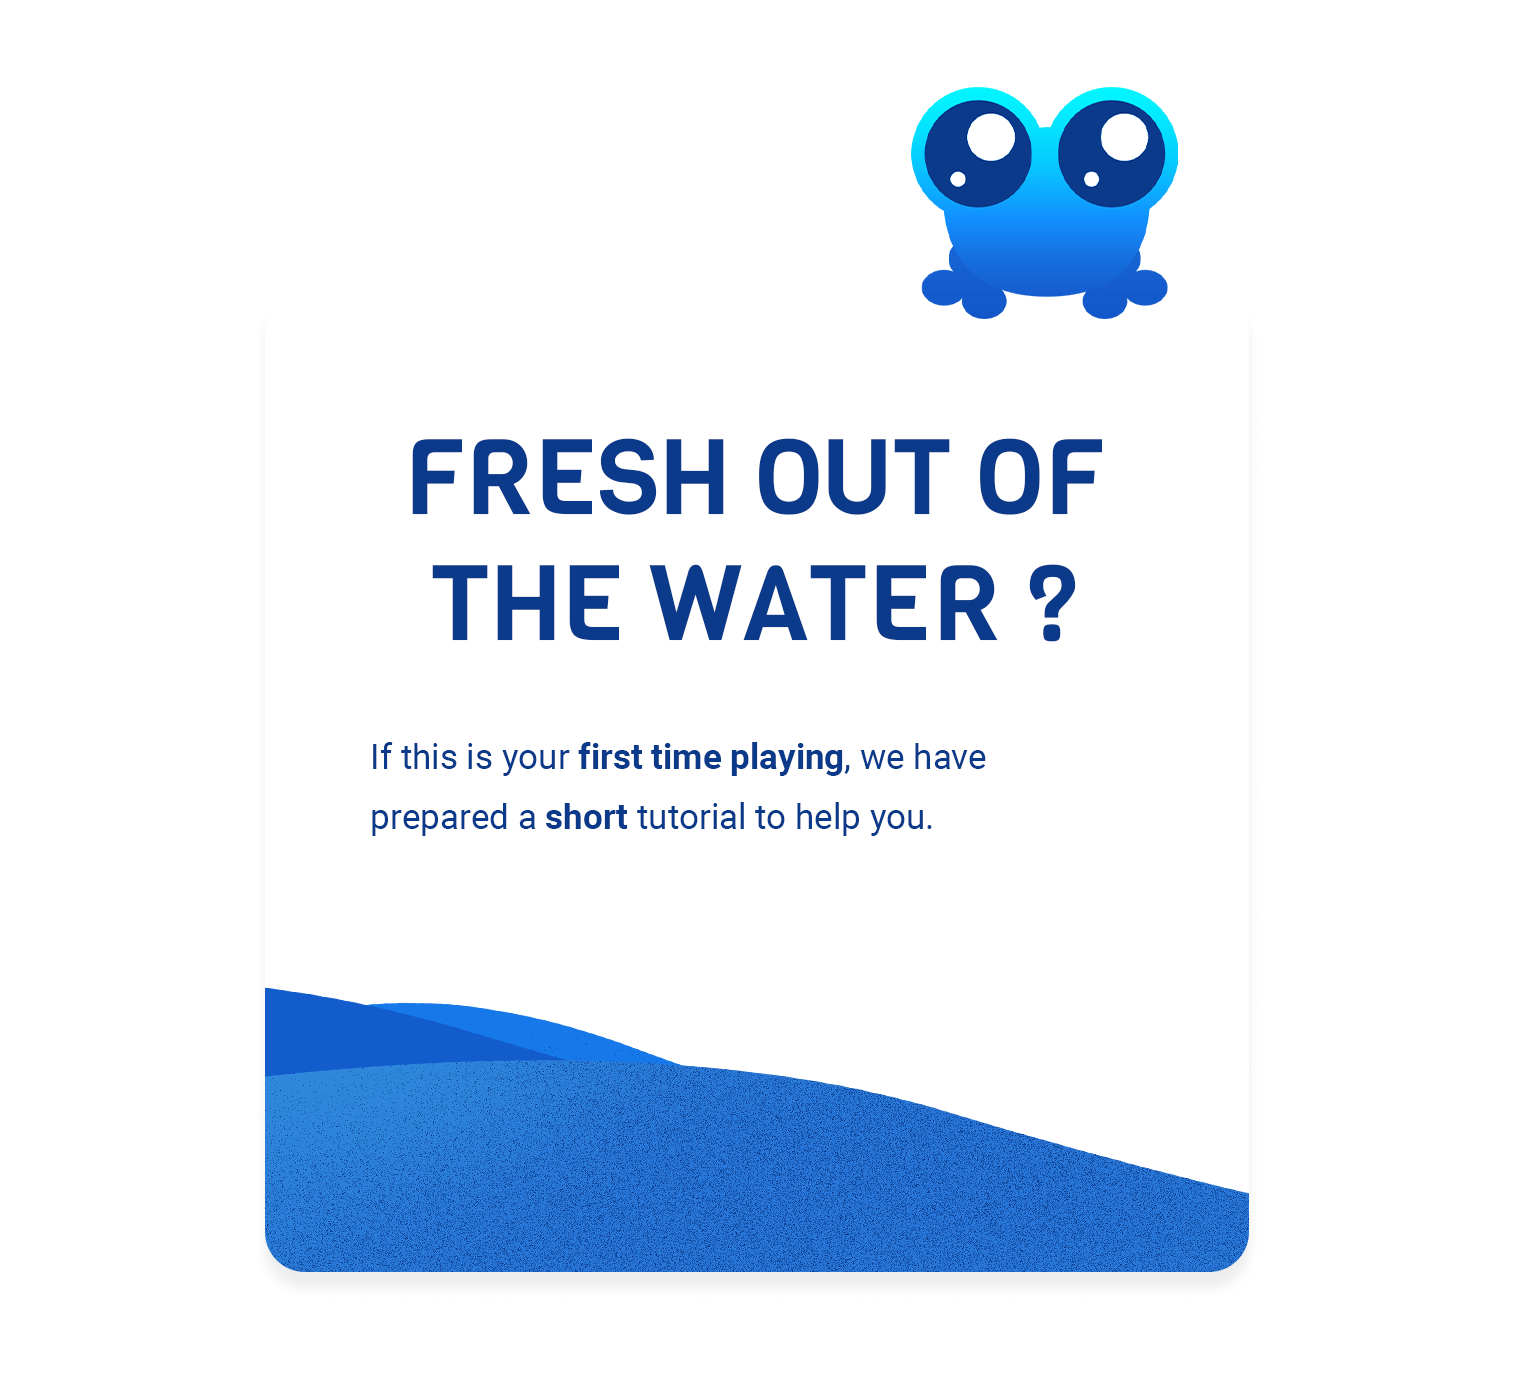 FRESH OUT OF
THE WATER ?
If this is your first time playing, we have
prepared a short tutorial to help you.